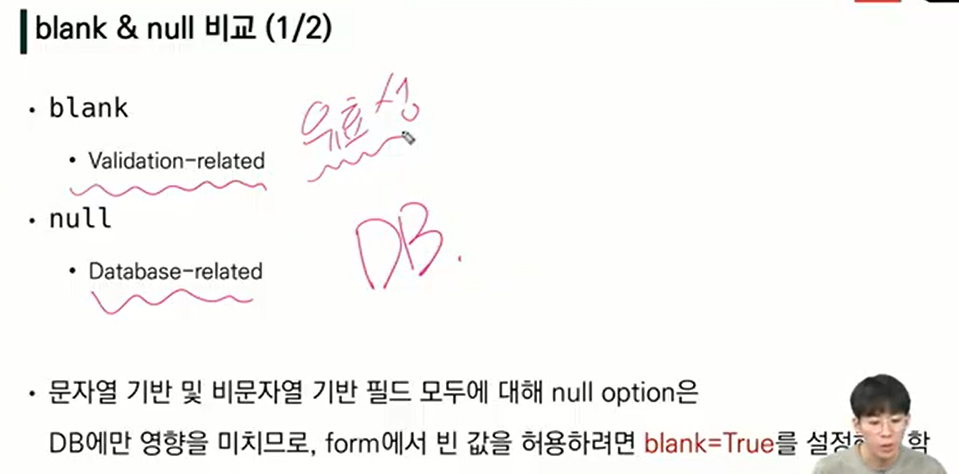 blank & null 비교 (1/2)
• blank
유효성
• Validation-related
• null
DB.
• Database-related
• 문자열 기반 및 비문자열 기반 필드 모두에 대해 null option은
DB에만 영향을 미치므로, form에서 빈 값을 허용하려면 blank=True를 설정 함